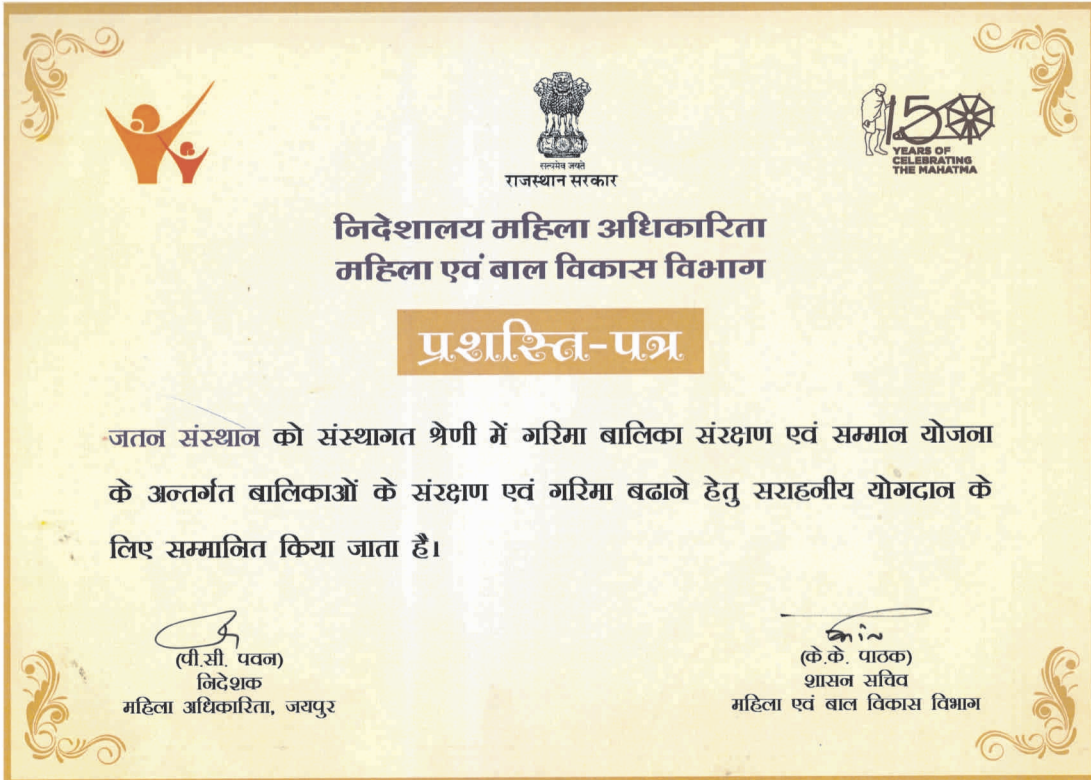 सत्यमेव जयते
राजस्थान सरकार
150
YEARS OF
CELEBRATING
THE MAHATMA
निदेशालय महिला अधिकारिता
महिला एवं बाल विकास विभाग
प्रशस्ति-पत्र
जतन संस्थान को संस्थागत श्रेणी में गरिमा बालिका संरक्षण एवं सम्मान योजना
के अन्तर्गत बालिकाओं के संरक्षण एवं गरिमा बढाने हेतु सराहनीय योगदान के
लिए सम्मानित किया जाता है।
(पी.सी. पवन)
निदेशक
महिला अधिकारिता, जयपुर
(के.के. पाठक)
शासन सचिव
महिला एवं बाल विकास विभाग